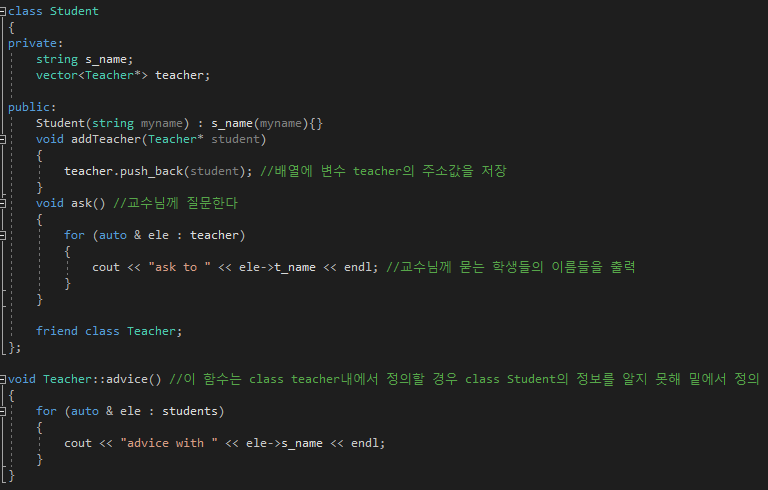 class Student
{
private:
    string s_name;
    vector<Teacher*> teacher;

public:
    Student(string myname) : s_name(myname){}
    void addTeacher(Teacher* student)
    {
        teacher.push_back(student); //배열에 변수 teacher의 주소값을 저장
    }
    void ask() //교수님께 질문한다
    {
        for (auto & ele : teacher)
        {
            cout << "ask to " << ele->t_name << endl; //교수님께 묻는 학생들의 이름들을 출력
        }
    }

    friend class Teacher;
};

void Teacher::advice() //이 함수는 class teacher내에서 정의할 경우 class Student의 정보를 알지 못해 밑에서 정의
{
    for (auto & ele : students)
    {
        cout << "advice with " << ele->s_name << endl;
    }
}